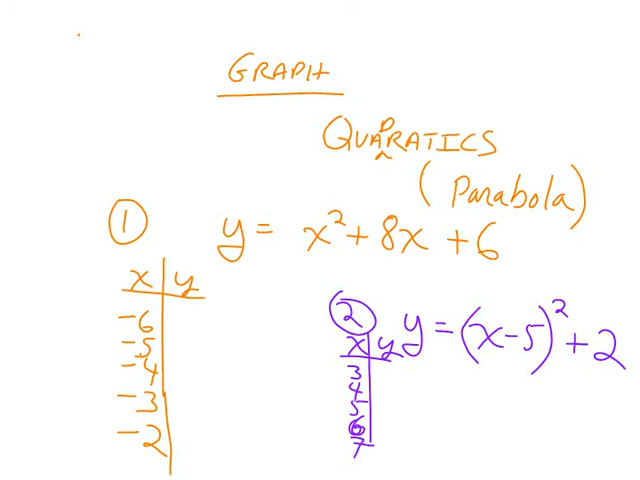 GRAPH
QUADRATICS
(Parabola)
① y = x² + 8x + 6
x | y
-6
-5
-4
-3
-2
② y = (x-5)² + 2
x | y
3
4
5
6
7